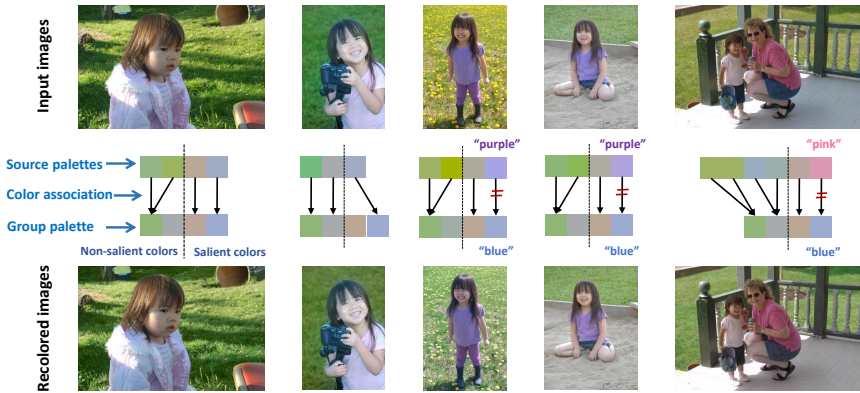 Input images
"purple"
"purple"
"pink"
Source palettes
Color association
Group palette
Non-salient colors
Salient colors
"blue"
"blue"
"blue"
Recolored images